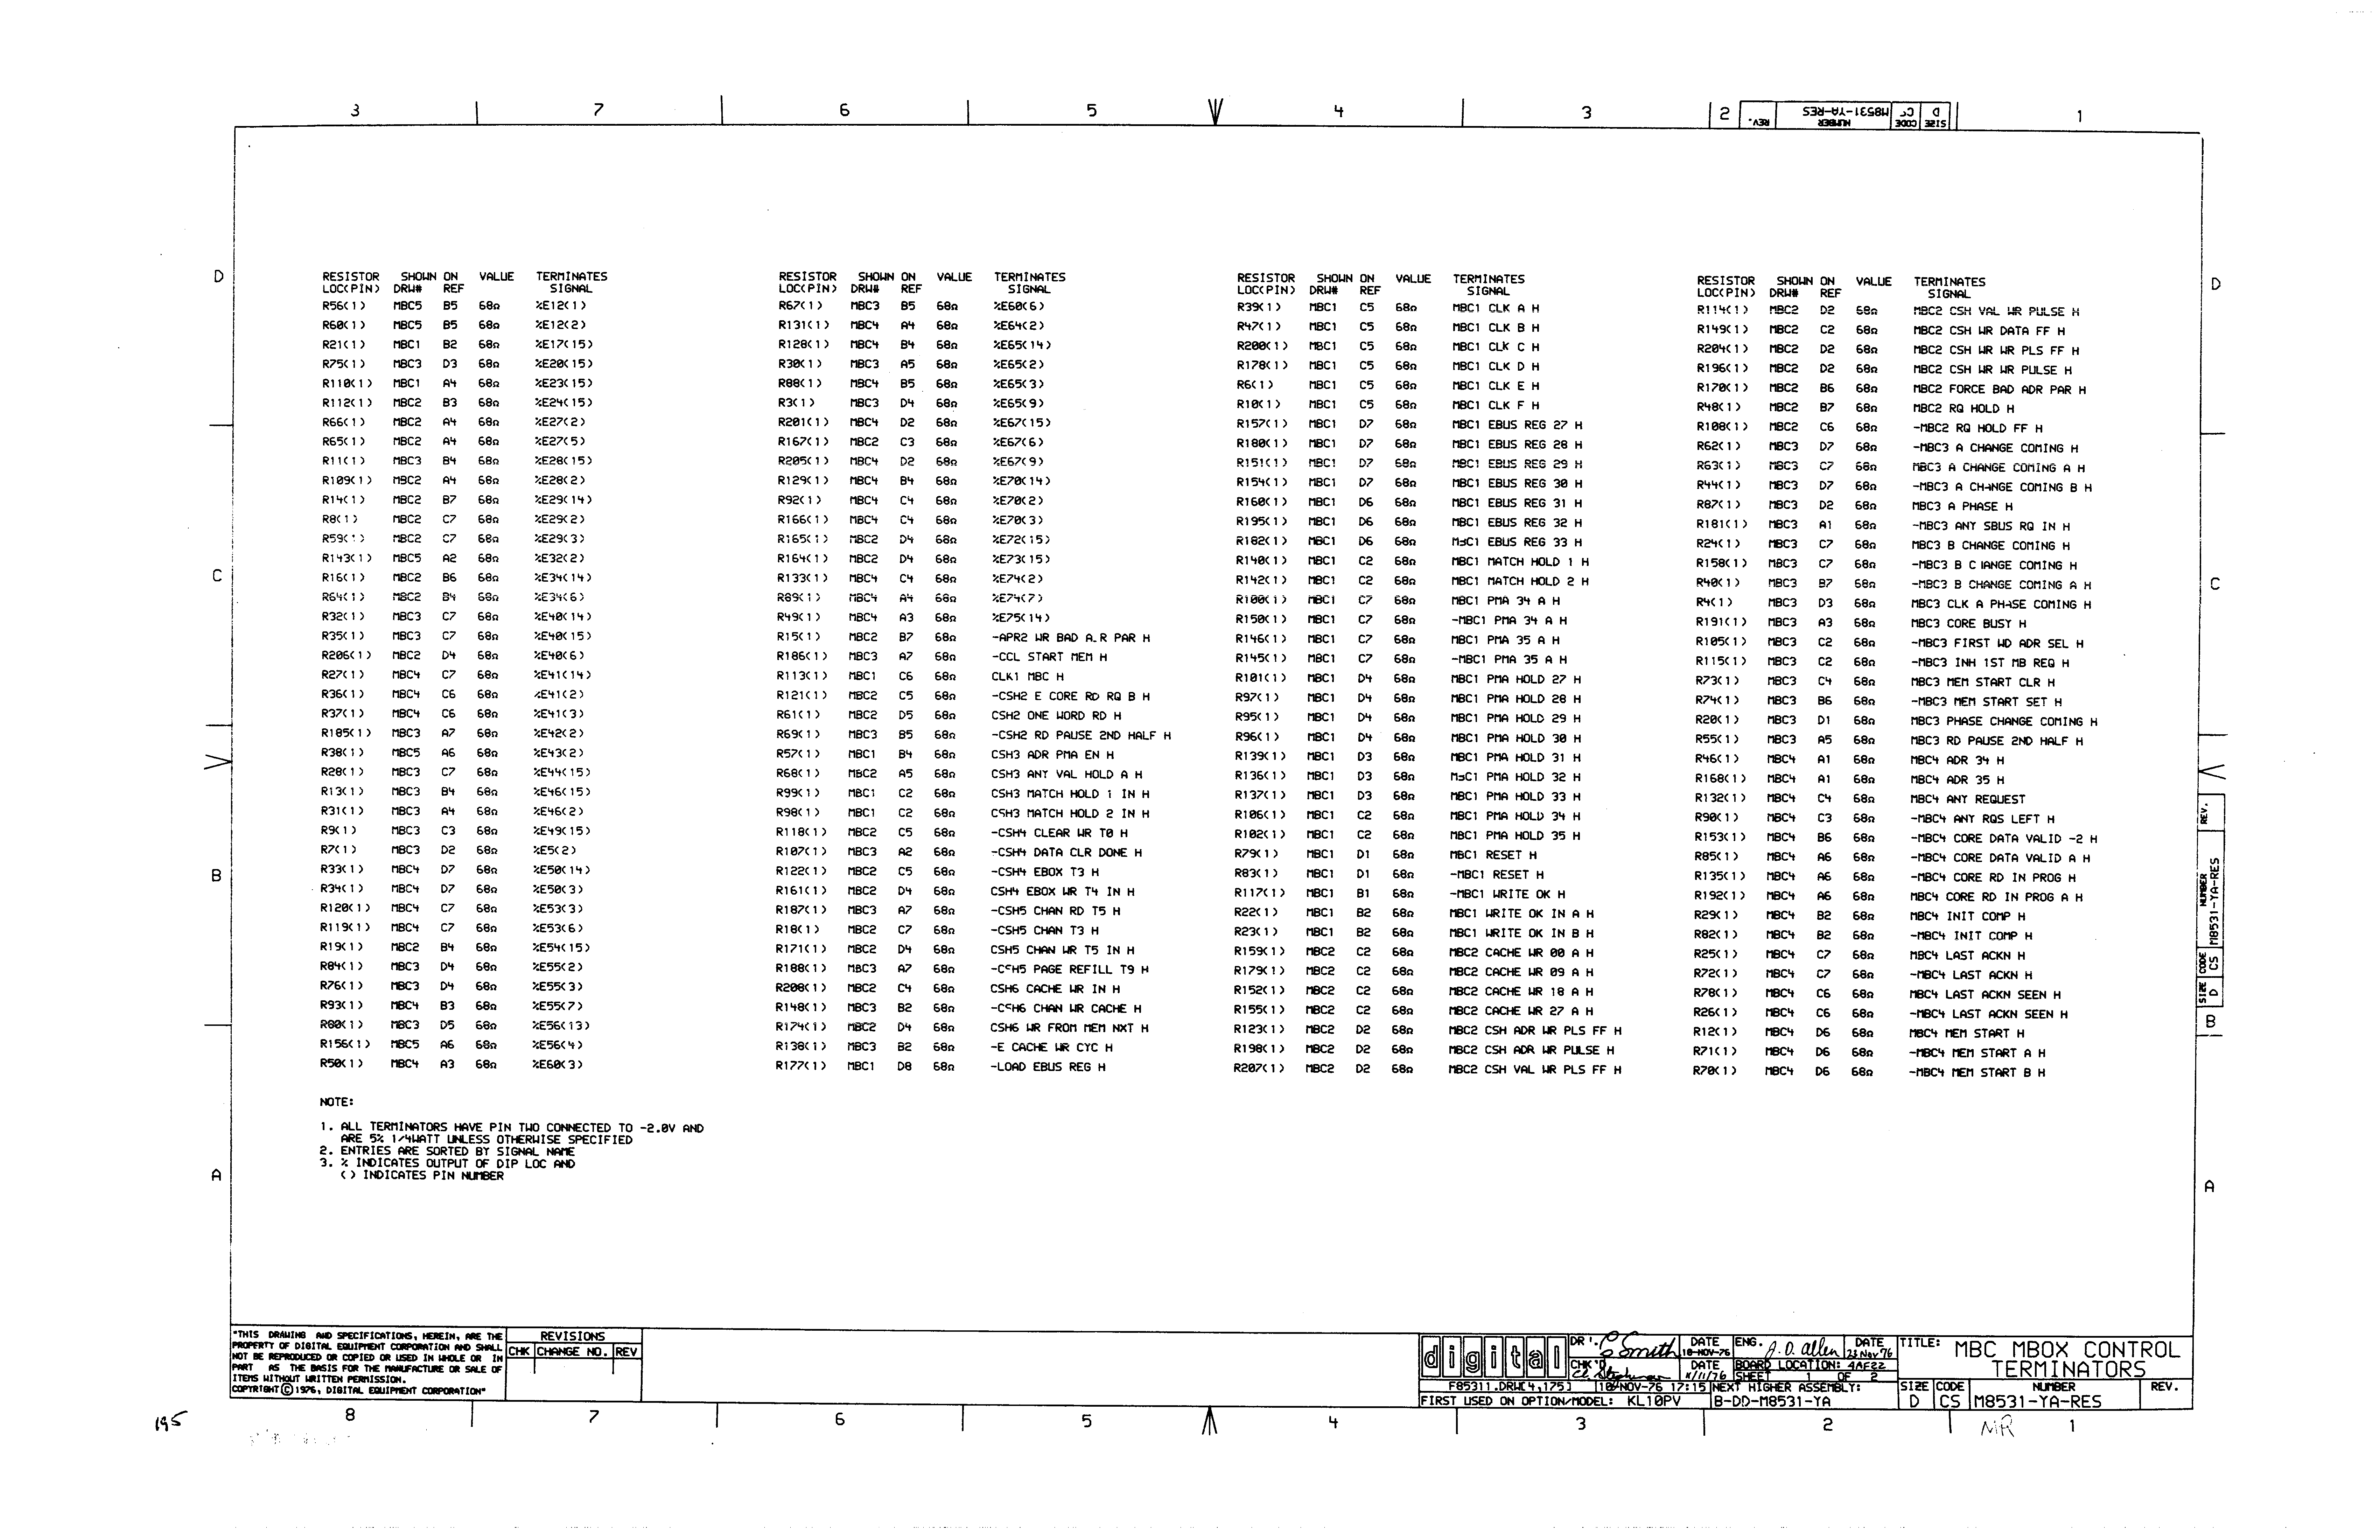 3 7 6 5 4 3 2 1
SIZE CODE NUMBER REV.
D CS M8531-YA-RES
RESISTOR SHOWN ON VALUE TERMINATES
LOC(PIN) DRW# REF SIGNAL
R56(1) MBC5 B5 68Ω %E12(1)
R60(1) MBC5 B5 68Ω %E12(2)
R21(1) MBC1 B2 68Ω %E17(15)
R75(1) MBC3 D3 68Ω %E20(15)
R110(1) MBC1 A4 68Ω %E23(15)
R112(1) MBC2 B3 68Ω %E24(15)
R66(1) MBC2 A4 68Ω %E27(2)
R65(1) MBC2 A4 68Ω %E27(5)
R11(1) MBC3 B4 68Ω %E28(15)
R109(1) MBC2 A4 68Ω %E28(2)
R14(1) MBC2 B7 68Ω %E29(14)
R8(1) MBC2 C7 68Ω %E29(2)
R59(1) MBC2 C7 68Ω %E29(3)
R143(1) MBC5 A2 68Ω %E32(2)
R16(1) MBC2 B6 68Ω %E34(14)
R64(1) MBC2 B4 68Ω %E34(6)
R32(1) MBC3 C7 68Ω %E40(14)
R35(1) MBC3 C7 68Ω %E40(15)
R206(1) MBC2 D4 68Ω %E40(6)
R27(1) MBC4 C7 68Ω %E41(14)
R36(1) MBC4 C6 68Ω %E41(2)
R37(1) MBC4 C6 68Ω %E41(3)
R185(1) MBC3 A7 68Ω %E42(2)
R38(1) MBC5 A6 68Ω %E43(2)
R28(1) MBC3 C7 68Ω %E44(15)
R13(1) MBC3 B4 68Ω %E46(15)
R31(1) MBC3 A4 68Ω %E46(2)
R9(1) MBC3 C3 68Ω %E49(15)
R7(1) MBC3 D2 68Ω %E5(2)
R33(1) MBC4 D7 68Ω %E50(14)
R34(1) MBC4 D7 68Ω %E50(3)
R120(1) MBC4 C7 68Ω %E53(3)
R119(1) MBC4 C7 68Ω %E53(6)
R19(1) MBC2 B4 68Ω %E54(15)
R84(1) MBC3 D4 68Ω %E55(2)
R76(1) MBC3 D4 68Ω %E55(3)
R93(1) MBC4 B3 68Ω %E55(7)
R80(1) MBC3 D5 68Ω %E56(13)
R156(1) MBC5 A6 68Ω %E56(4)
R50(1) MBC4 A3 68Ω %E60(3)
RESISTOR SHOWN ON VALUE TERMINATES
LOC(PIN) DRW# REF SIGNAL
R67(1) MBC3 B5 68Ω %E60(6)
R131(1) MBC4 A4 68Ω %E64(2)
R128(1) MBC4 B4 68Ω %E65(14)
R30(1) MBC3 A5 68Ω %E65(2)
R88(1) MBC4 B5 68Ω %E65(3)
R3(1) MBC3 D4 68Ω %E65(9)
R201(1) MBC4 D2 68Ω %E67(15)
R167(1) MBC2 C3 68Ω %E67(6)
R205(1) MBC4 D2 68Ω %E67(9)
R129(1) MBC4 B4 68Ω %E70(14)
R92(1) MBC4 C4 68Ω %E70(2)
R166(1) MBC4 C4 68Ω %E70(3)
R165(1) MBC2 D4 68Ω %E72(15)
R164(1) MBC2 D4 68Ω %E73(15)
R133(1) MBC4 C4 68Ω %E74(2)
R89(1) MBC4 A4 68Ω %E74(7)
R49(1) MBC4 A3 68Ω %E75(14)
R15(1) MBC2 B7 68Ω -APR2 WR BAD A.R PAR H
R186(1) MBC3 A7 68Ω -CCL START MEM H
R113(1) MBC1 C6 68Ω CLK1 MBC H
R121(1) MBC2 C5 68Ω -CSH2 E CORE RD RQ B H
R61(1) MBC2 D5 68Ω CSH2 ONE WORD RD H
R69(1) MBC3 B5 68Ω -CSH2 RD PAUSE 2ND HALF H
R57(1) MBC1 B4 68Ω CSH3 ADR PMA EN H
R68(1) MBC2 A5 68Ω CSH3 ANY VAL HOLD A H
R99(1) MBC1 C2 68Ω CSH3 MATCH HOLD 1 IN H
R98(1) MBC1 C2 68Ω CSH3 MATCH HOLD 2 IN H
R118(1) MBC2 C5 68Ω -CSH4 CLEAR WR T0 H
R107(1) MBC3 A2 68Ω -CSH4 DATA CLR DONE H
R122(1) MBC2 C5 68Ω -CSH4 EBOX T3 H
R161(1) MBC2 D4 68Ω CSH4 EBOX WR T4 IN H
R187(1) MBC3 A7 68Ω -CSH5 CHAN RD T5 H
R18(1) MBC2 C7 68Ω -CSH5 CHAN T3 H
R171(1) MBC2 D4 68Ω CSH5 CHAN WR T5 IN H
R188(1) MBC3 A7 68Ω -CSH5 PAGE REFILL T9 H
R208(1) MBC2 C4 68Ω CSH6 CACHE WR IN H
R148(1) MBC3 B2 68Ω -CSH6 CHAN WR CACHE H
R174(1) MBC2 D4 68Ω CSH6 WR FROM MEM NXT H
R138(1) MBC3 B2 68Ω -E CACHE WR CYC H
R177(1) MBC1 D8 68Ω -LOAD EBUS REG H
RESISTOR SHOWN ON VALUE TERMINATES
LOC(PIN) DRW# REF SIGNAL
R39(1) MBC1 C5 68Ω MBC1 CLK A H
R47(1) MBC1 C5 68Ω MBC1 CLK B H
R200(1) MBC1 C5 68Ω MBC1 CLK C H
R178(1) MBC1 C5 68Ω MBC1 CLK D H
R6(1) MBC1 C5 68Ω MBC1 CLK E H
R10(1) MBC1 C5 68Ω MBC1 CLK F H
R157(1) MBC1 D7 68Ω MBC1 EBUS REG 27 H
R180(1) MBC1 D7 68Ω MBC1 EBUS REG 28 H
R151(1) MBC1 D7 68Ω MBC1 EBUS REG 29 H
R154(1) MBC1 D7 68Ω MBC1 EBUS REG 30 H
R160(1) MBC1 D6 68Ω MBC1 EBUS REG 31 H
R195(1) MBC1 D6 68Ω MBC1 EBUS REG 32 H
R182(1) MBC1 D6 68Ω MBC1 EBUS REG 33 H
R140(1) MBC1 C2 68Ω MBC1 MATCH HOLD 1 H
R142(1) MBC1 C2 68Ω MBC1 MATCH HOLD 2 H
R100(1) MBC1 C7 68Ω MBC1 PMA 34 A H
R150(1) MBC1 C7 68Ω -MBC1 PMA 34 A H
R146(1) MBC1 C7 68Ω MBC1 PMA 35 A H
R145(1) MBC1 C7 68Ω -MBC1 PMA 35 A H
R101(1) MBC1 D4 68Ω MBC1 PMA HOLD 27 H
R97(1) MBC1 D4 68Ω MBC1 PMA HOLD 28 H
R95(1) MBC1 D4 68Ω MBC1 PMA HOLD 29 H
R96(1) MBC1 D4 68Ω MBC1 PMA HOLD 30 H
R139(1) MBC1 D3 68Ω MBC1 PMA HOLD 31 H
R136(1) MBC1 D3 68Ω MBC1 PMA HOLD 32 H
R137(1) MBC1 D3 68Ω MBC1 PMA HOLD 33 H
R106(1) MBC1 C2 68Ω MBC1 PMA HOLD 34 H
R102(1) MBC1 C2 68Ω MBC1 PMA HOLD 35 H
R79(1) MBC1 D1 68Ω MBC1 RESET H
R83(1) MBC1 D1 68Ω -MBC1 RESET H
R117(1) MBC1 B1 68Ω -MBC1 WRITE OK H
R22(1) MBC1 B2 68Ω MBC1 WRITE OK IN A H
R23(1) MBC1 B2 68Ω MBC1 WRITE OK IN B H
R159(1) MBC2 C2 68Ω MBC2 CACHE WR 00 A H
R179(1) MBC2 C2 68Ω MBC2 CACHE WR 09 A H
R152(1) MBC2 C2 68Ω MBC2 CACHE WR 18 A H
R155(1) MBC2 C2 68Ω MBC2 CACHE WR 27 A H
R123(1) MBC2 D2 68Ω MBC2 CSH ADR WR PLS FF H
R198(1) MBC2 D2 68Ω MBC2 CSH ADR WR PULSE H
R207(1) MBC2 D2 68Ω MBC2 CSH VAL WR PLS FF H
RESISTOR SHOWN ON VALUE TERMINATES
LOC(PIN) DRW# REF SIGNAL
R114(1) MBC2 D2 68Ω MBC2 CSH VAL WR PULSE H
R149(1) MBC2 C2 68Ω MBC2 CSH WR DATA FF H
R204(1) MBC2 D2 68Ω MBC2 CSH WR WR PLS FF H
R196(1) MBC2 D2 68Ω MBC2 CSH WR WR PULSE H
R170(1) MBC2 B6 68Ω MBC2 FORCE BAD ADR PAR H
R48(1) MBC2 B7 68Ω MBC2 RQ HOLD H
R108(1) MBC2 C6 68Ω -MBC2 RQ HOLD FF H
R62(1) MBC3 D7 68Ω -MBC3 A CHANGE COMING H
R63(1) MBC3 C7 68Ω MBC3 A CHANGE COMING A H
R44(1) MBC3 D7 68Ω -MBC3 A CHANGE COMING B H
R87(1) MBC3 D2 68Ω MBC3 A PHASE H
R181(1) MBC3 A1 68Ω -MBC3 ANY SBUS RQ IN H
R24(1) MBC3 C7 68Ω MBC3 B CHANGE COMING H
R158(1) MBC3 C7 68Ω -MBC3 B CHANGE COMING H
R40(1) MBC3 B7 68Ω -MBC3 B CHANGE COMING A H
R4(1) MBC3 D3 68Ω MBC3 CLK A PHASE COMING H
R191(1) MBC3 A3 68Ω MBC3 CORE BUSY H
R105(1) MBC3 C2 68Ω -MBC3 FIRST WD ADR SEL H
R115(1) MBC3 C2 68Ω -MBC3 INH 1ST MB REQ H
R73(1) MBC3 C4 68Ω MBC3 MEM START CLR H
R74(1) MBC3 B6 68Ω -MBC3 MEM START SET H
R20(1) MBC3 D1 68Ω MBC3 PHASE CHANGE COMING H
R55(1) MBC3 A5 68Ω MBC3 RD PAUSE 2ND HALF H
R46(1) MBC4 A1 68Ω MBC4 ADR 34 H
R168(1) MBC4 A1 68Ω MBC4 ADR 35 H
R132(1) MBC4 C4 68Ω MBC4 ANY REQUEST
R90(1) MBC4 C3 68Ω -MBC4 ANY RQS LEFT H
R153(1) MBC4 B6 68Ω -MBC4 CORE DATA VALID -2 H
R85(1) MBC4 A6 68Ω -MBC4 CORE DATA VALID A H
R135(1) MBC4 A6 68Ω -MBC4 CORE RD IN PROG H
R192(1) MBC4 A6 68Ω MBC4 CORE RD IN PROG A H
R29(1) MBC4 B2 68Ω MBC4 INIT COMP H
R82(1) MBC4 B2 68Ω -MBC4 INIT COMP H
R25(1) MBC4 C7 68Ω MBC4 LAST ACKN H
R72(1) MBC4 C7 68Ω -MBC4 LAST ACKN H
R78(1) MBC4 C6 68Ω MBC4 LAST ACKN SEEN H
R26(1) MBC4 C6 68Ω -MBC4 LAST ACKN SEEN H
R12(1) MBC4 D6 68Ω MBC4 MEM START H
R71(1) MBC4 D6 68Ω -MBC4 MEM START A H
R70(1) MBC4 D6 68Ω -MBC4 MEM START B H
D
C
B
A
D
C
B
A
SIZE CODE NUMBER REV.
D CS M8531-YA-RES
NOTE:
1. ALL TERMINATORS HAVE PIN TWO CONNECTED TO -2.0V AND
ARE 5% 1/4WATT UNLESS OTHERWISE SPECIFIED
2. ENTRIES ARE SORTED BY SIGNAL NAME
3. % INDICATES OUTPUT OF DIP LOC AND
() INDICATES PIN NUMBER
"THIS DRAWING AND SPECIFICATIONS, HEREIN, ARE THE
PROPERTY OF DIGITAL EQUIPMENT CORPORATION AND SHALL
NOT BE REPRODUCED OR COPIED OR USED IN WHOLE OR IN
PART AS THE BASIS FOR THE MANUFACTURE OR SALE OF
ITEMS WITHOUT WRITTEN PERMISSION.
COPYRIGHT © 1976, DIGITAL EQUIPMENT CORPORATION"
REVISIONS
CHK CHANGE NO. REV
digital
DR'. C Smith DATE 18-NOV-76 ENG. J. D. Allen DATE 23 Nov 76
CHK'D DATE BOARD LOCATION: 4AF22
SHEET 1 OF 2
F85311.DRW[4,175] 18-NOV-76 17:15 NEXT HIGHER ASSEMBLY:
FIRST USED ON OPTION/MODEL: KL10PV B-DD-M8531-YA
TITLE: MBC MBOX CONTROL
TERMINATORS
SIZE CODE NUMBER REV.
D CS M8531-YA-RES
8 7 6 5 4 3 2 1
195
MR